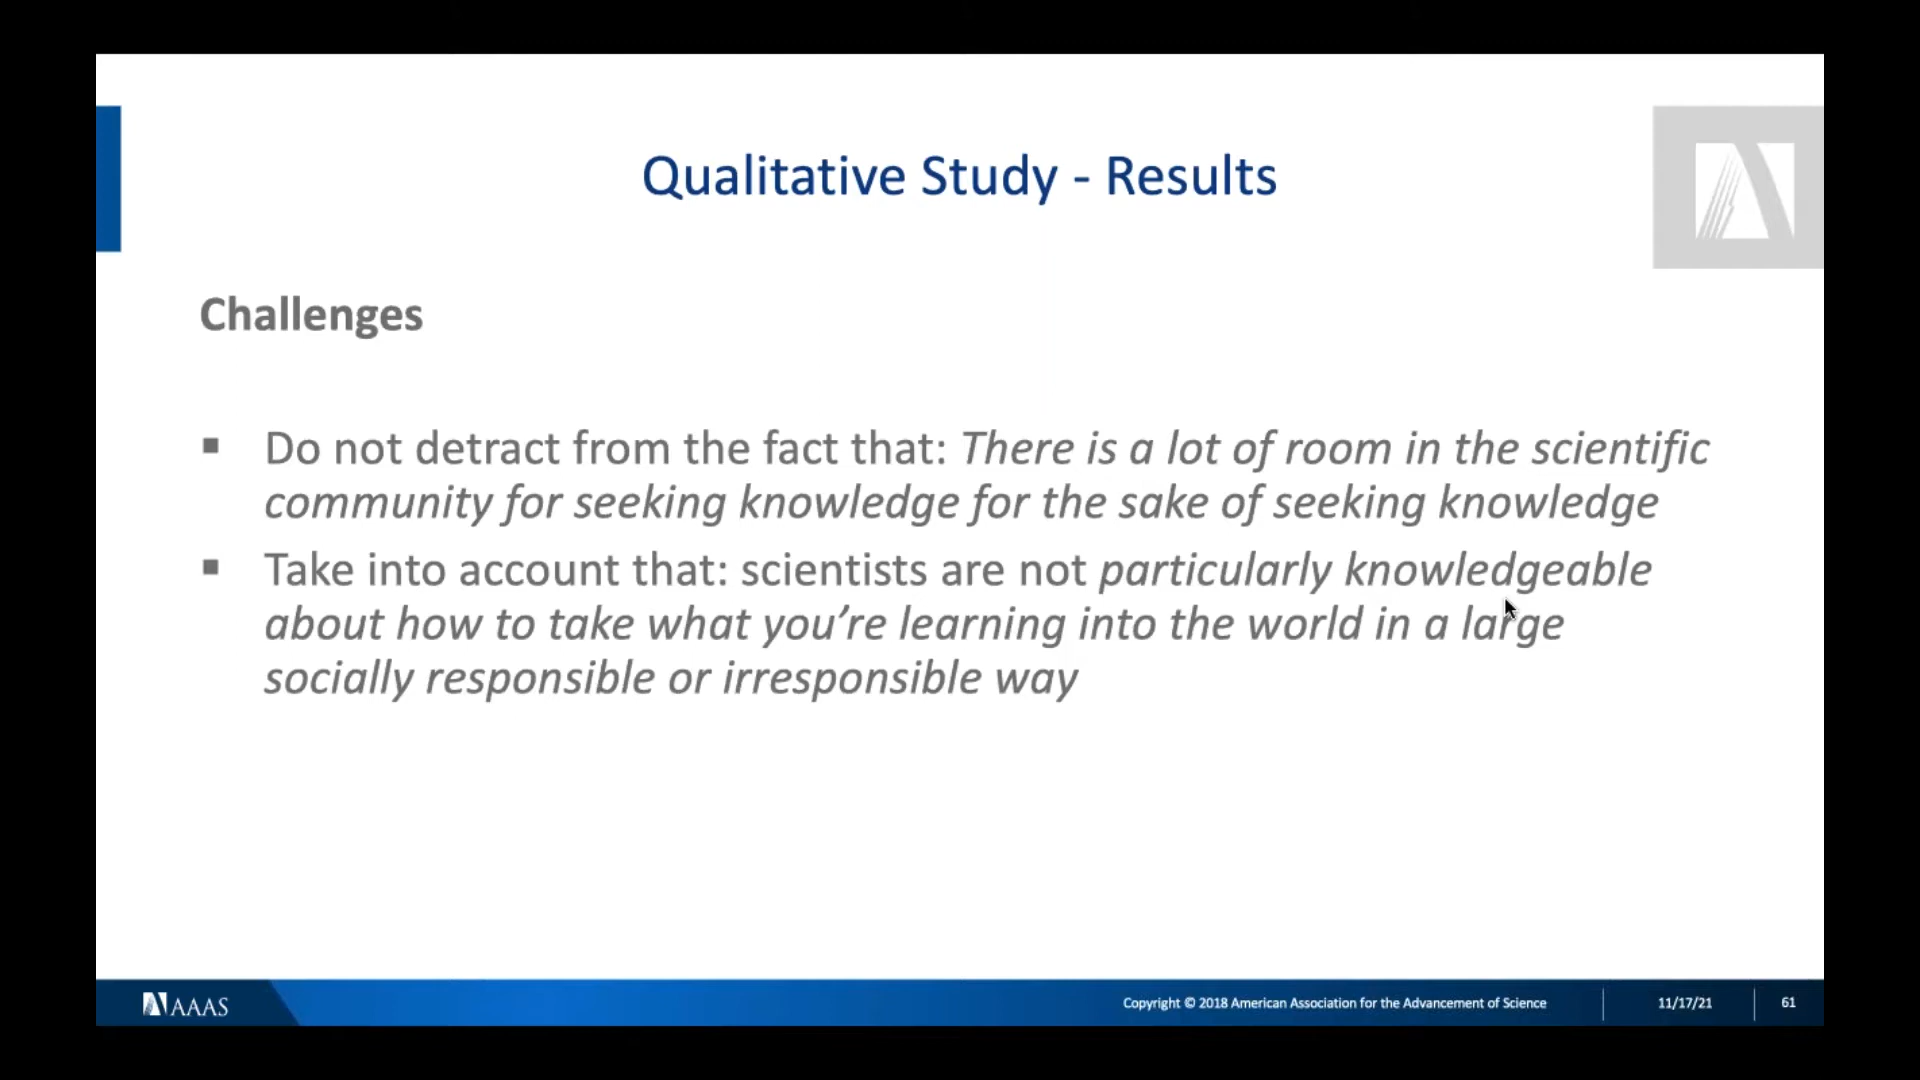 Qualitative Study - Results
Challenges
▪ Do not detract from the fact that: There is a lot of room in the scientific
community for seeking knowledge for the sake of seeking knowledge
▪ Take into account that: scientists are not particularly knowledgeable
about how to take what you’re learning into the world in a large
socially responsible or irresponsible way
AAAS
Copyright © 2018 American Association for the Advancement of Science
11/17/21
61